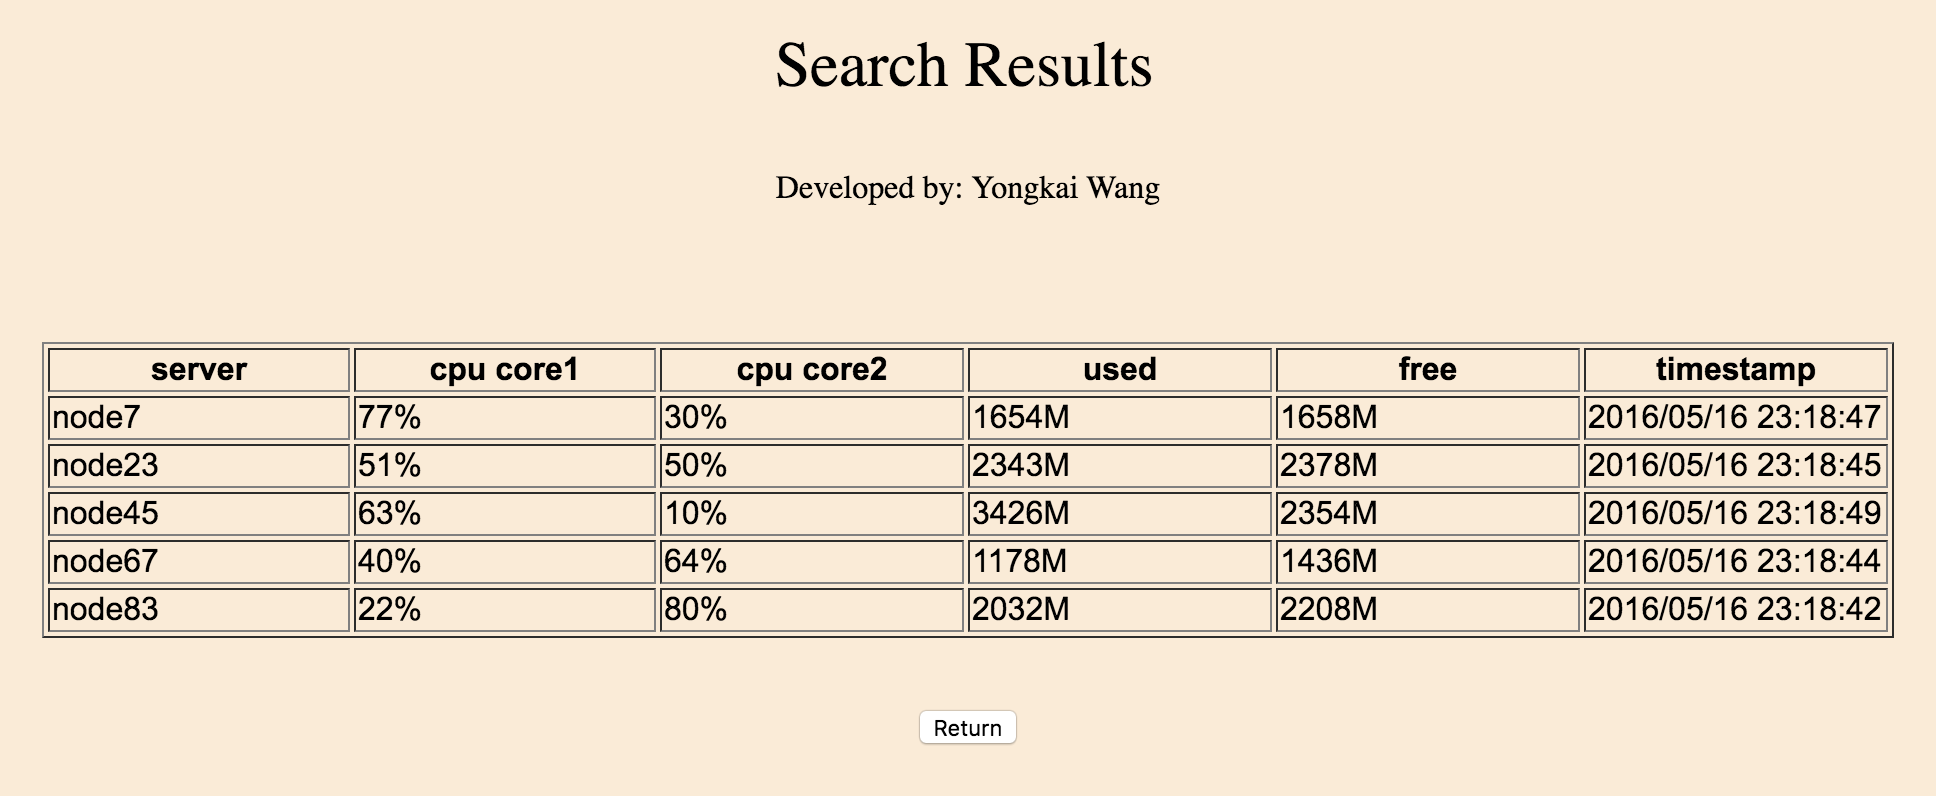 Search Results
Developed by: Yongkai Wang
server cpu core1 cpu core2 used free timestamp
node7 77% 30% 1654M 1658M 2016/05/16 23:18:47
node23 51% 50% 2343M 2378M 2016/05/16 23:18:45
node45 63% 10% 3426M 2354M 2016/05/16 23:18:49
node67 40% 64% 1178M 1436M 2016/05/16 23:18:44
node83 22% 80% 2032M 2208M 2016/05/16 23:18:42
Return